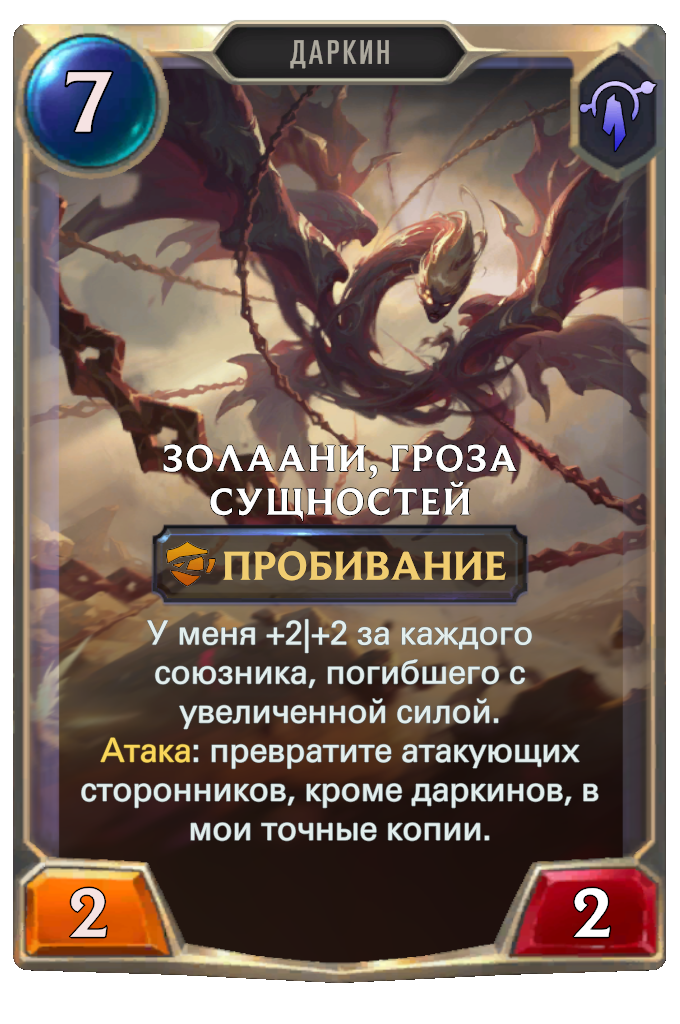 ДАРКИН
7
ЗОЛААНИ, ГРОЗА
СУЩНОСТЕЙ
ПРОБИВАНИЕ
У меня +2|+2 за каждого
союзника, погибшего с
увеличенной силой.
Атака: превратите атакующих
сторонников, кроме даркинов, в
мои точные копии.
2
2